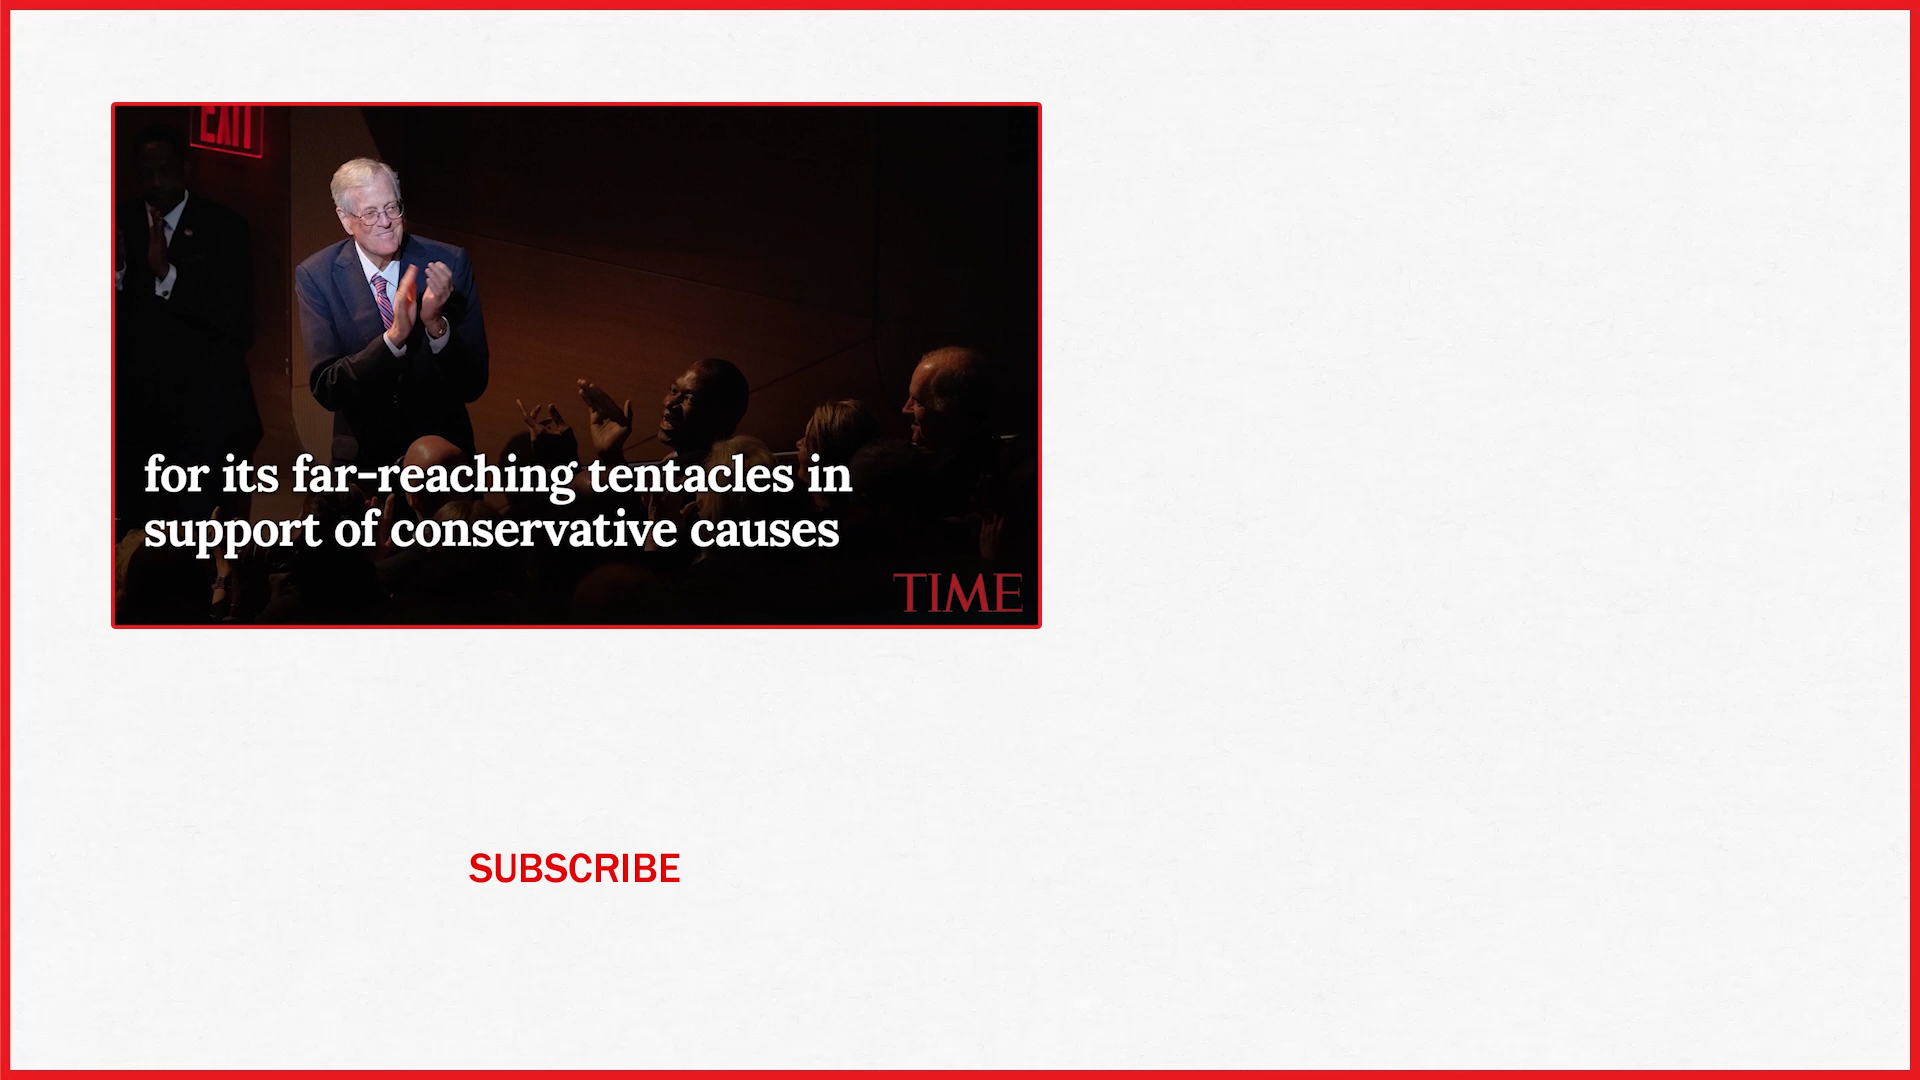 EXIT
for its far-reaching tentacles in
support of conservative causes
TIME
SUBSCRIBE